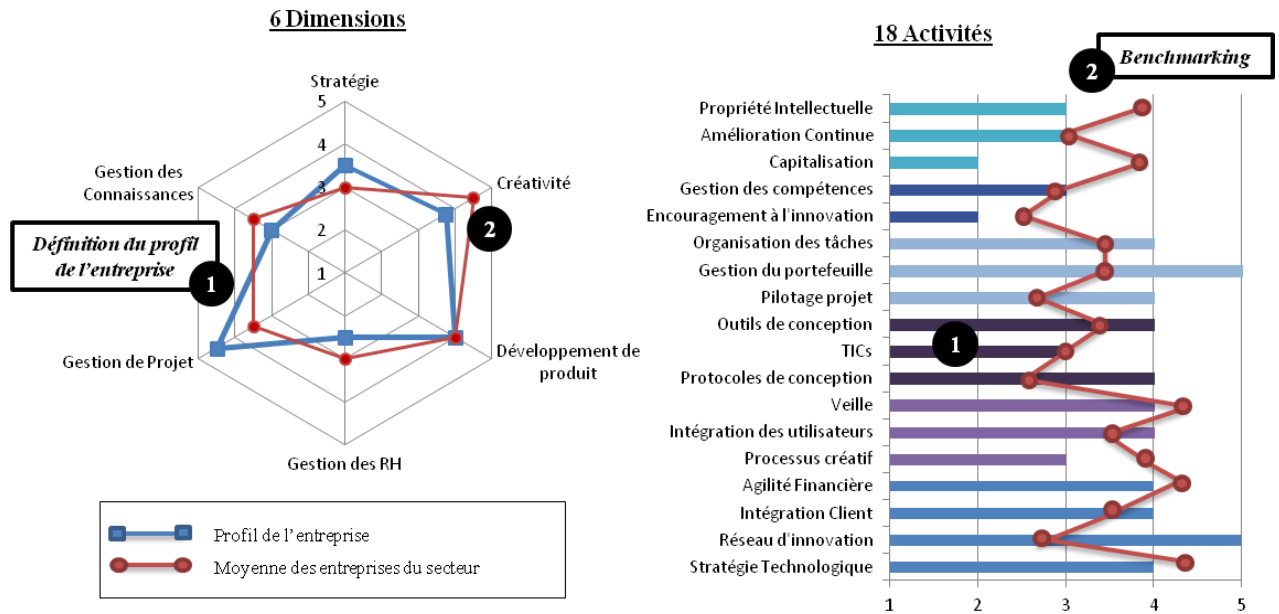 6 Dimensions
Stratégie
5
4
3
2
1
Créativité
Développement de
produit
Gestion des RH
Gestion de Projet
Gestion des
Connaissances
Définition du profil
de l'entreprise
1
2
Profil de l'entreprise
Moyenne des entreprises du secteur
18 Activités
2
Benchmarking
Propriété Intellectuelle
Amélioration Continue
Capitalisation
Gestion des compétences
Encouragement à l'innovation
Organisation des tâches
Gestion du portefeuille
Pilotage projet
Outils de conception
TICs
1
Protocoles de conception
Veille
Intégration des utilisateurs
Processus créatif
Agilité Financière
Intégration Client
Réseau d'innovation
Stratégie Technologique
1 2 3 4 5